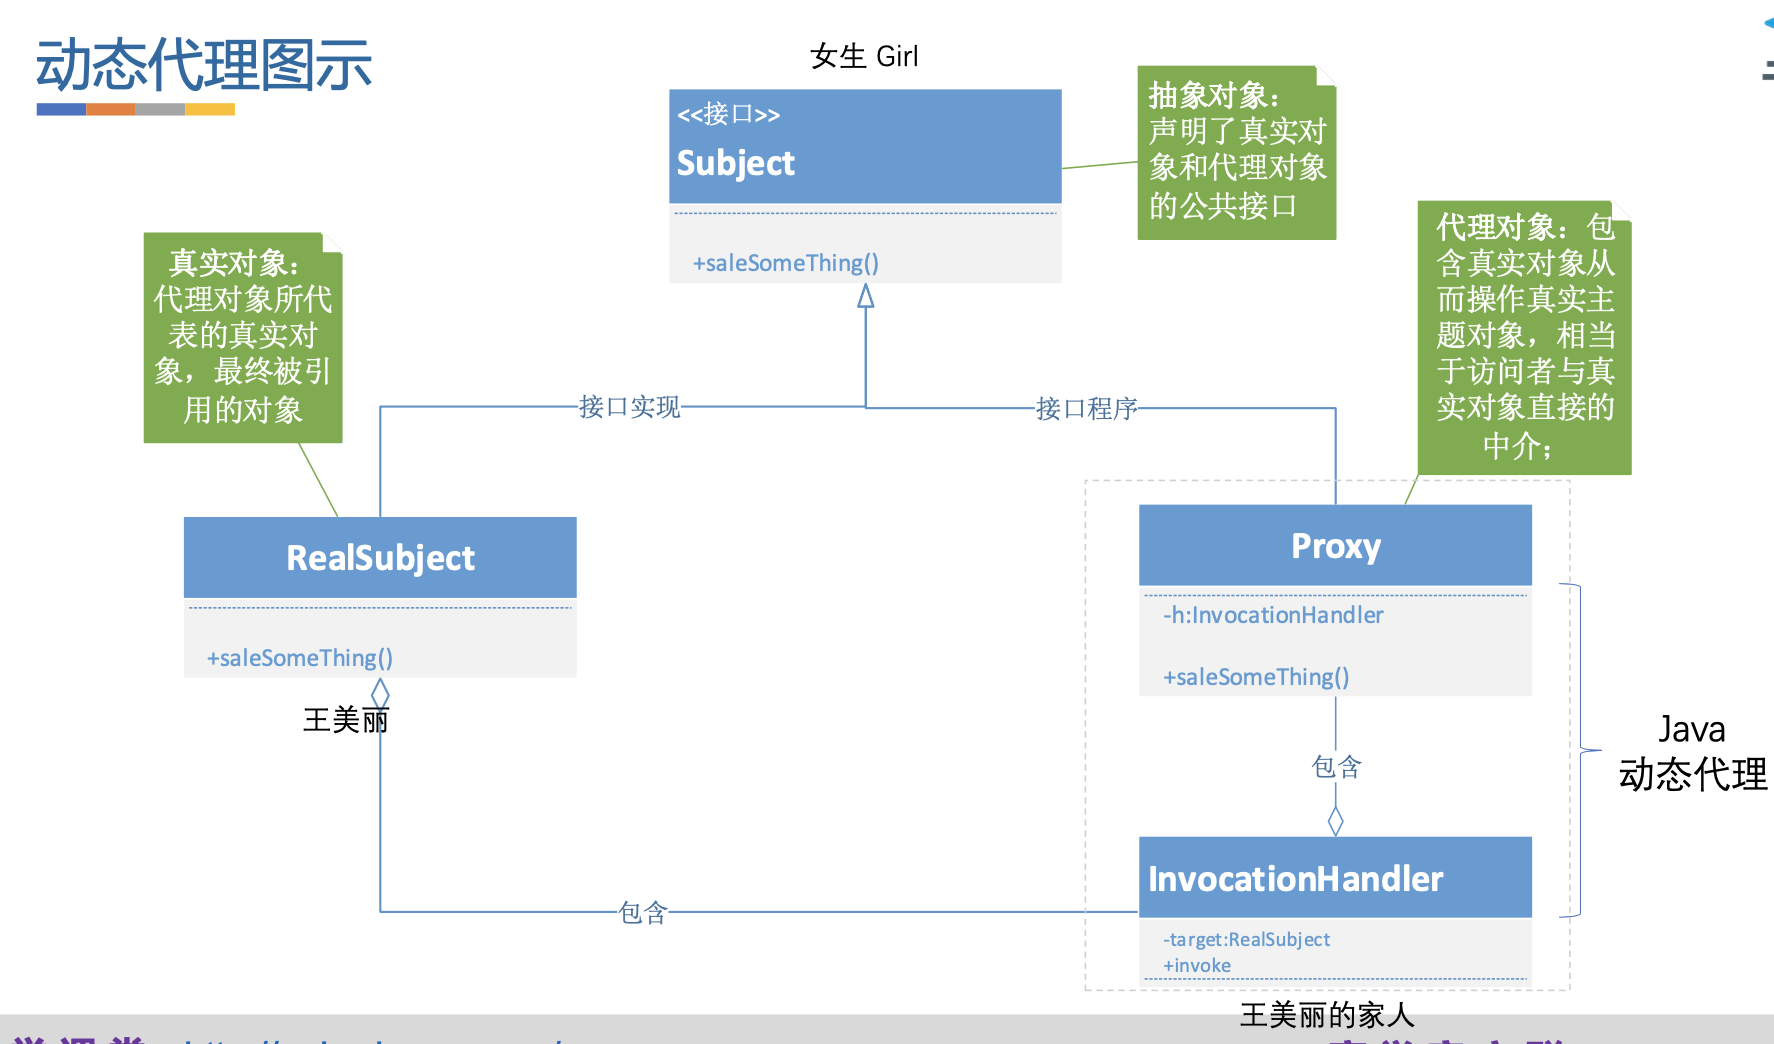 动态代理图示
女生 Girl
<<接口>>
Subject
+saleSomeThing()
抽象对象：
声明了真实对
象和代理对象
的公共接口
代理对象：包
含真实对象从
而操作真实主
题对象，相当
于访问者与真
实对象直接的
中介；
真实对象：
代理对象所代
表的真实对
象，最终被引
用的对象
接口实现
接口程序
RealSubject
+saleSomeThing()
王美丽
Proxy
-h:InvocationHandler
+saleSomeThing()
包含
Java
动态代理
InvocationHandler
-target:RealSubject
+invoke
包含
王美丽的家人